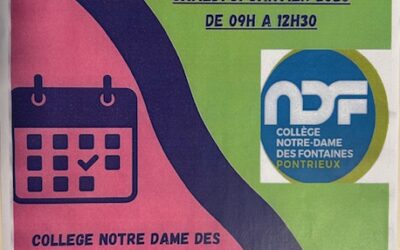 DE 09H A 12H30
NDF
COLLÈGE
NOTRE-DAME
DES FONTAINES
PONTRIEUX
COLLEGE NOTRE DAME DES